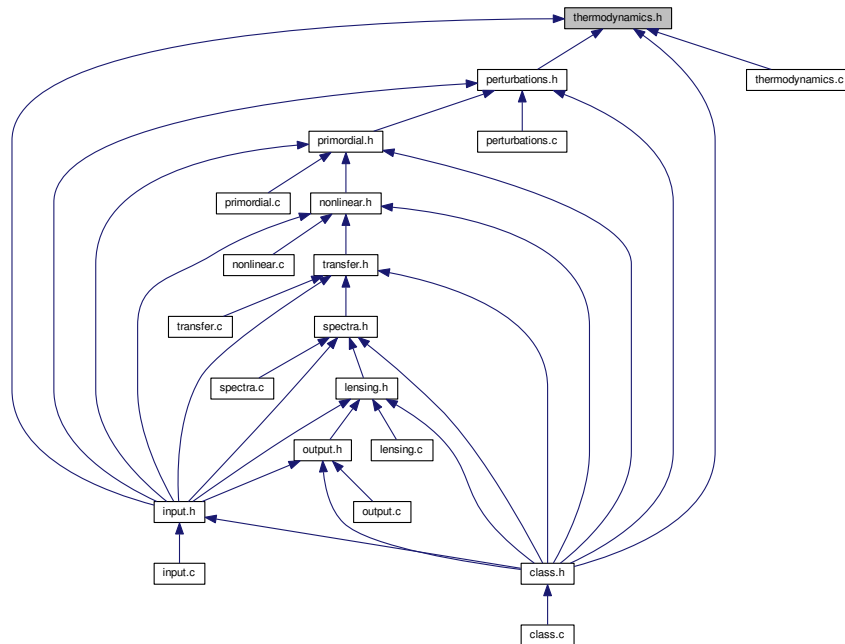 thermodynamics.h
perturbations.h
thermodynamics.c
primordial.h
perturbations.c
primordial.c
nonlinear.h
nonlinear.c
transfer.h
transfer.c
spectra.h
spectra.c
lensing.h
output.h
lensing.c
input.h
output.c
input.c
class.h
class.c